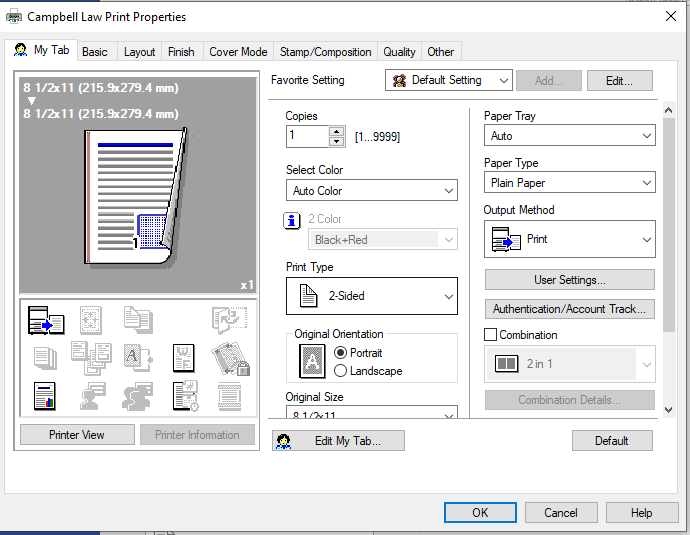 Campbell Law Print Properties
My Tab
Basic
Layout
Finish
Cover Mode
Stamp/Composition
Quality
Other
8 1/2x11 (215.9x279.4 mm)
8 1/2x11 (215.9x279.4 mm)
1
x1
Printer View
Printer Information
Favorite Setting
Default Setting
Add...
Edit...
Copies
1
[1...9999]
Select Color
Auto Color
2 Color
Black+Red
Print Type
2-Sided
Original Orientation
Portrait
Landscape
Original Size
8 1/2x11
Paper Tray
Auto
Paper Type
Plain Paper
Output Method
Print
User Settings...
Authentication/Account Track...
Combination
2 in 1
Combination Details...
Edit My Tab...
Default
OK
Cancel
Help